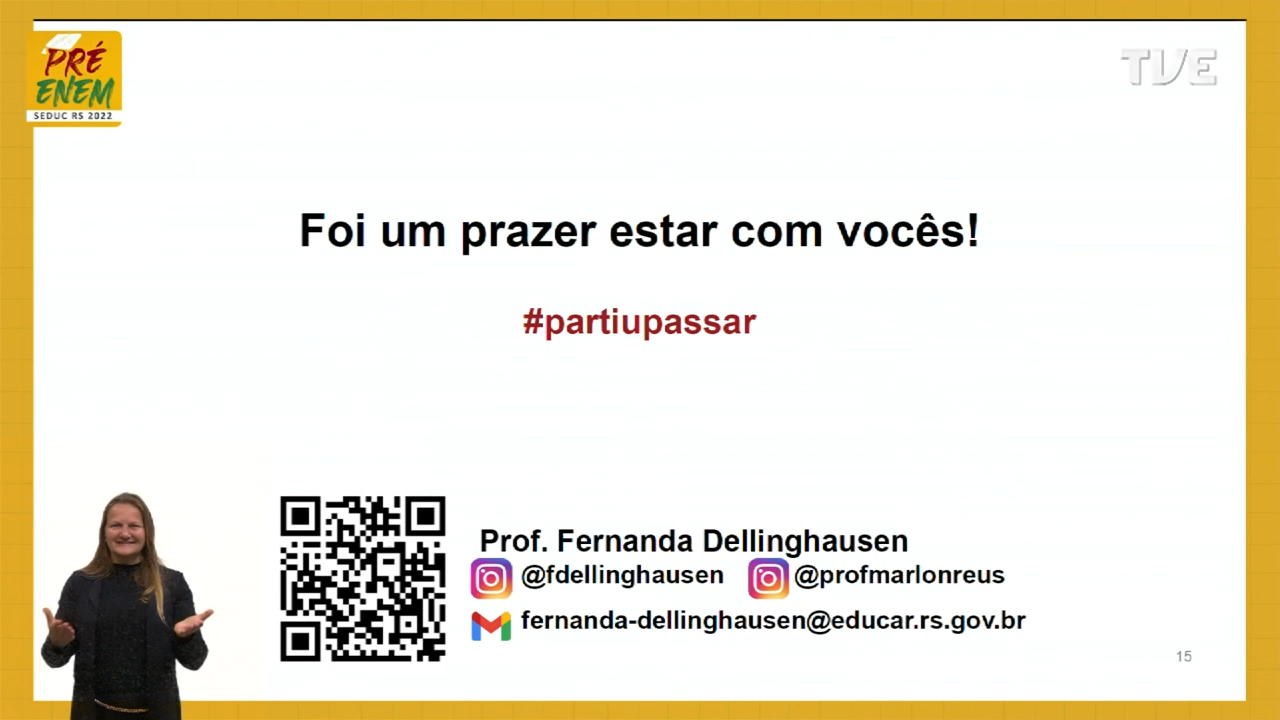 PRÉ
ENEM
SEDUC RS 2022
TVE
Foi um prazer estar com vocês!
#partiupassar
Prof. Fernanda Dellinghausen
@fdellinghausen @profmarlonreus
fernanda-dellinghausen@educar.rs.gov.br
15